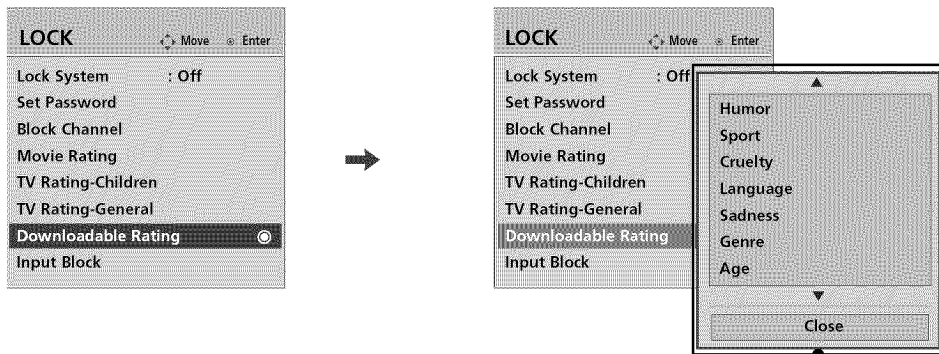 LOCK
Move Enter
Lock System : Off
Set Password
Block Channel
Movie Rating
TV Rating-Children
TV Rating-General
Downloadable Rating
Input Block
LOCK
Move Enter
Lock System : Off
Set Password
Block Channel
Movie Rating
TV Rating-Children
TV Rating-General
Downloadable Rating
Input Block
Humor
Sport
Cruelty
Language
Sadness
Genre
Age
Close